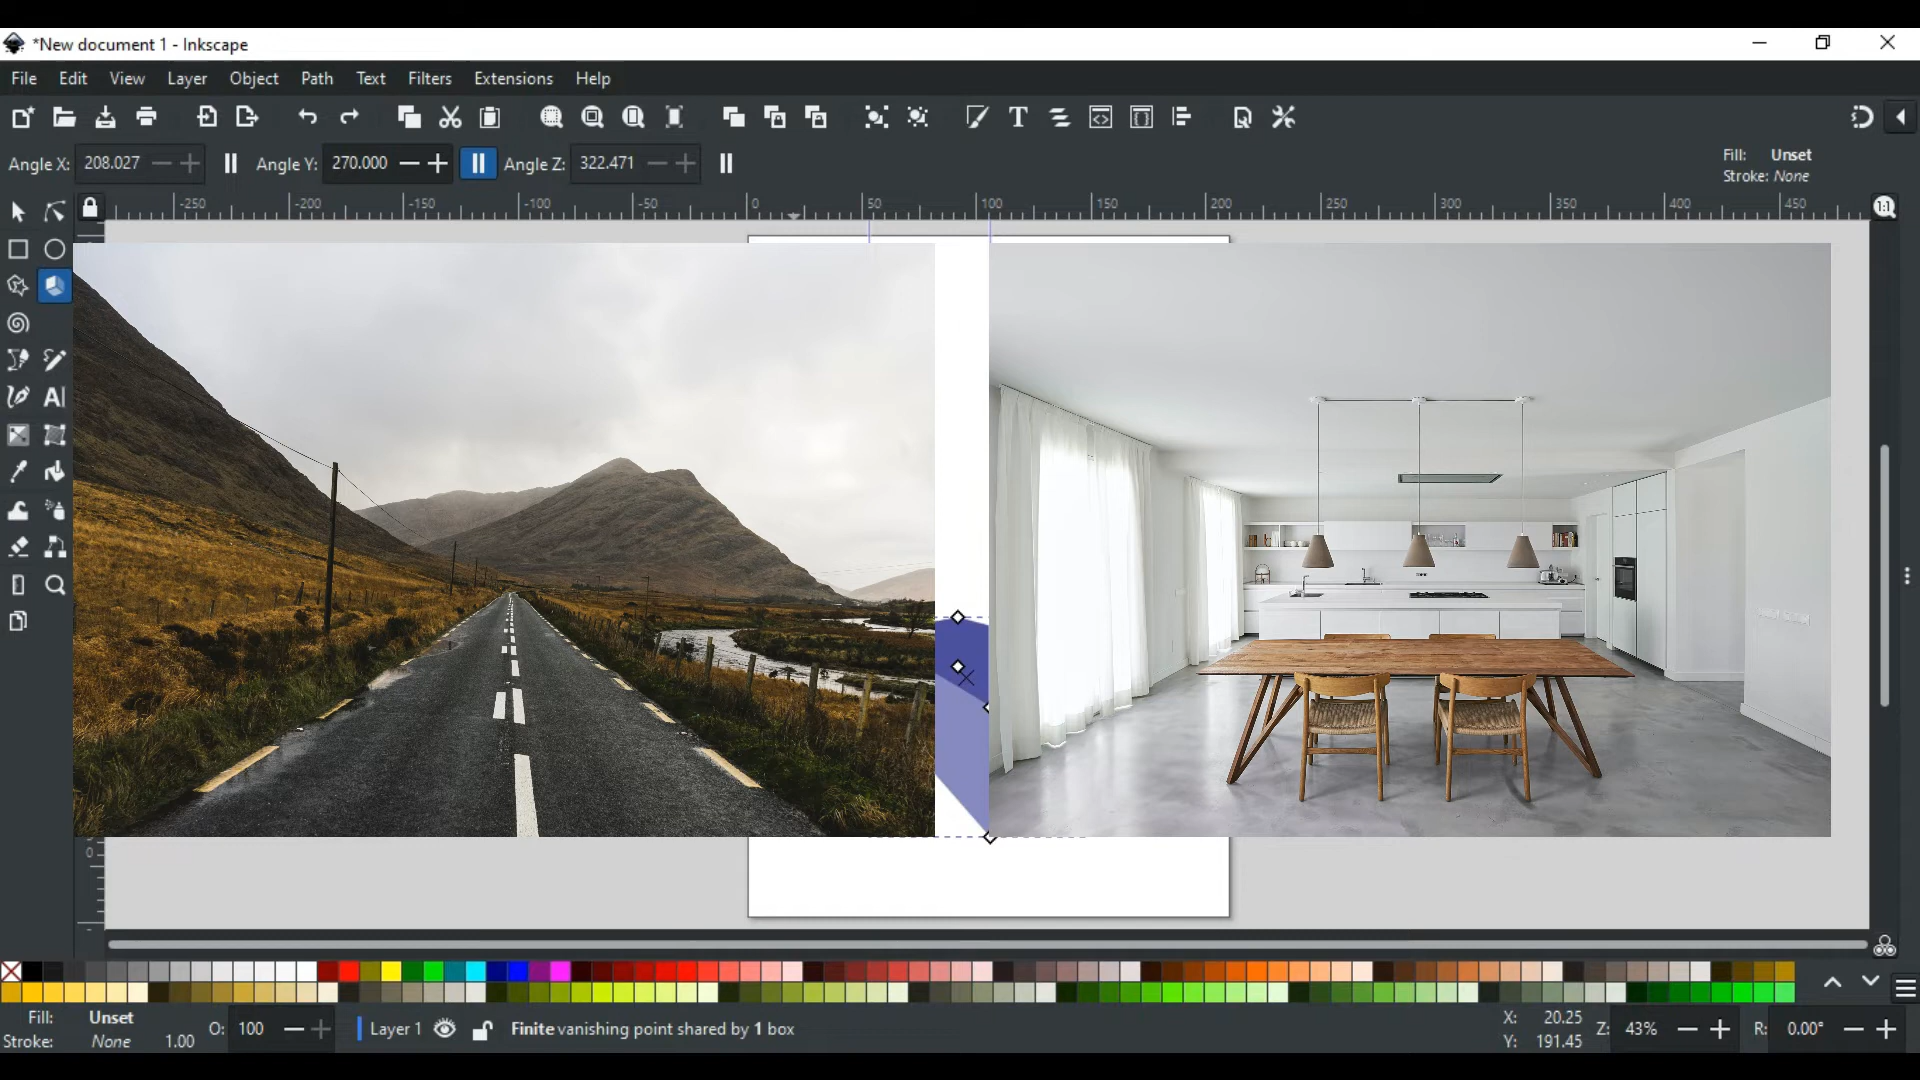 *New document 1 - Inkscape
File Edit View Layer Object Path Text Filters Extensions Help
Angle X: 208.027 Angle Y: 270.000 Angle Z: 322.471
Fill: Unset
Stroke: None
-250 -200 -150 -100 -50 0 50 100 150 200 250 300 350 400 450
1:1
0
Fill: Unset
Stroke: None 1.00
O: 100
Layer 1
Finite vanishing point shared by 1 box
X: 20.25
Y: 191.45
Z: 43%
R: 0.00°